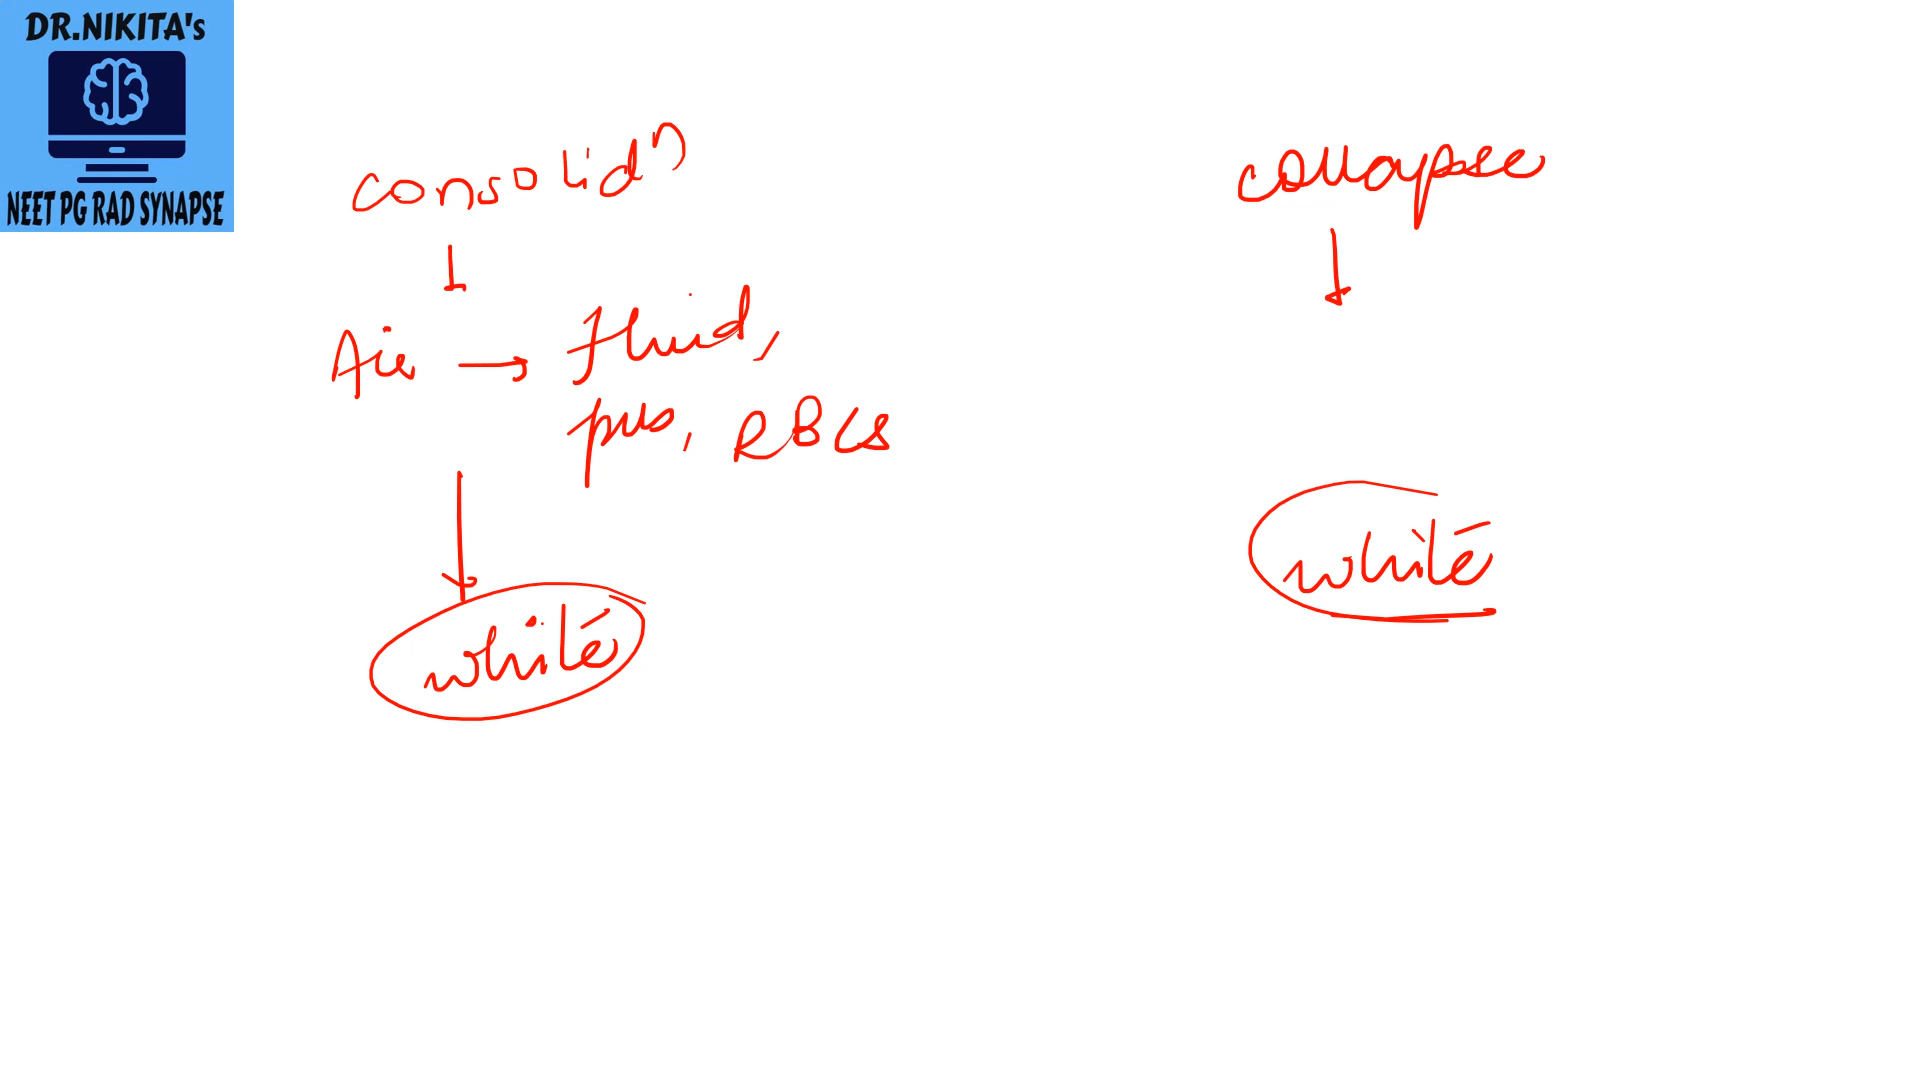 DR.NIKITA's
NEET PG RAD SYNAPSE
consolidn
Air → fluid,
pus, RBCs
white
collapse
white